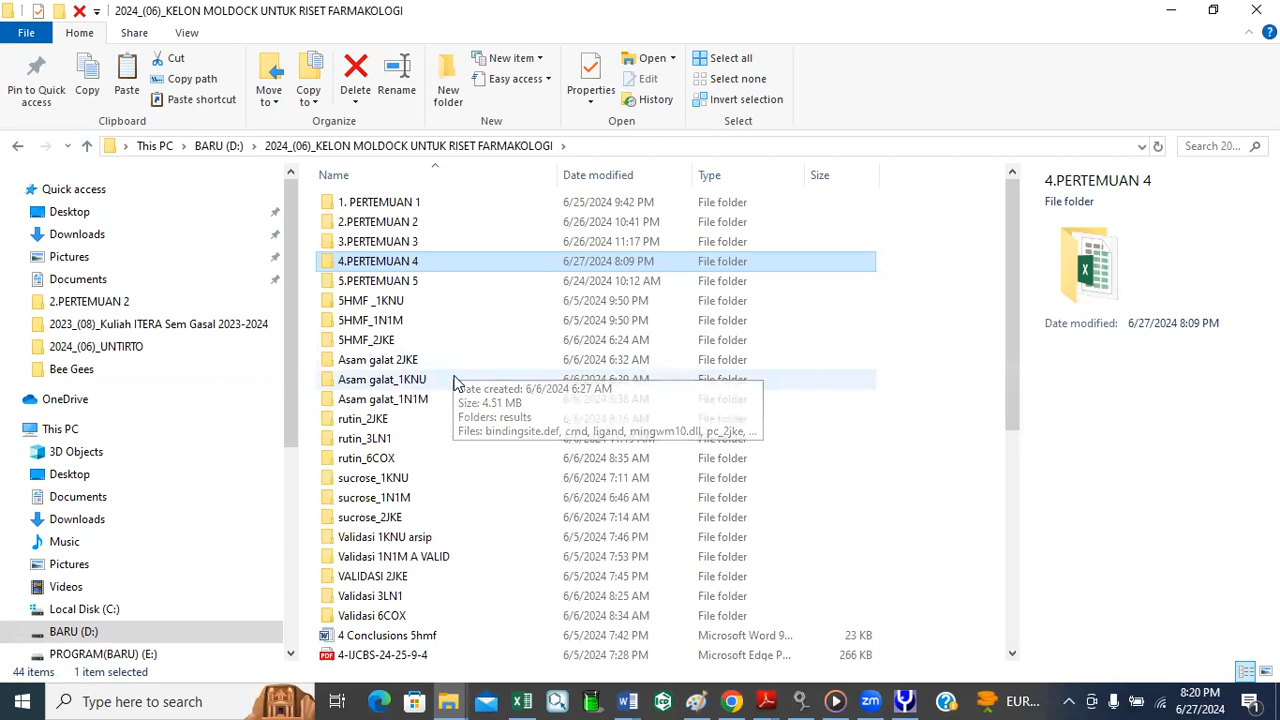 2024_(06)_KELON MOLDOCK UNTUK RISET FARMAKOLOGI
File Home Share View
Pin to Quick access
Copy
Paste
Cut
Copy path
Paste shortcut
Clipboard
Move to
Copy to
Delete
Rename
Organize
New folder
New item
Easy access
New
Properties
Open
Edit
History
Open
Select all
Select none
Invert selection
Select
This PC BARU (D:) 2024_(06)_KELON MOLDOCK UNTUK RISET FARMAKOLOGI
Search 20...
Quick access
Desktop
Downloads
Pictures
Documents
2.PERTEMUAN 2
2023_(08)_Kuliah ITERA Sem Gasal 2023-2024
2024_(06)_UNTIRTO
Bee Gees
OneDrive
This PC
3D Objects
Desktop
Documents
Downloads
Music
Pictures
Videos
Local Disk (C:)
BARU (D:)
PROGRAM(BARU) (E:)
Name Date modified Type Size
1. PERTEMUAN 1 6/25/2024 9:42 PM File folder
2.PERTEMUAN 2 6/26/2024 10:41 PM File folder
3.PERTEMUAN 3 6/26/2024 11:17 PM File folder
4.PERTEMUAN 4 6/27/2024 8:09 PM File folder
5.PERTEMUAN 5 6/24/2024 10:12 AM File folder
5HMF _1KNU 6/5/2024 9:50 PM File folder
5HMF_1N1M 6/5/2024 9:50 PM File folder
5HMF_2JKE 6/6/2024 6:24 AM File folder
Asam galat 2JKE 6/6/2024 6:32 AM File folder
Asam galat_1KNU 6/6/2024 6:39 AM File folder
Asam galat_1N1M File folder
rutin_2JKE File folder
rutin_3LN1 File folder
rutin_6COX 6/6/2024 8:35 AM File folder
sucrose_1KNU 6/6/2024 7:11 AM File folder
sucrose_1N1M 6/6/2024 6:46 AM File folder
sucrose_2JKE 6/6/2024 7:14 AM File folder
Validasi 1KNU arsip 6/5/2024 7:46 PM File folder
Validasi 1N1M A VALID 6/5/2024 7:53 PM File folder
VALIDASI 2JKE 6/5/2024 7:45 PM File folder
Validasi 3LN1 6/6/2024 8:25 AM File folder
Validasi 6COX 6/6/2024 8:34 AM File folder
4 Conclusions 5hmf 6/5/2024 7:42 PM Microsoft Word 9... 23 KB
4-IJCBS-24-25-9-4 6/5/2024 7:28 PM Microsoft Edge P... 266 KB
Date created: 6/6/2024 6:27 AM
Size: 4.51 MB
Folders: results
Files: bindingsite.def, cmd, ligand, mingwm10.dll, pc_2jke, ...
4.PERTEMUAN 4
File folder
Date modified: 6/27/2024 8:09 PM
44 items 1 item selected
Type here to search
EUR...
8:20 PM
6/27/2024